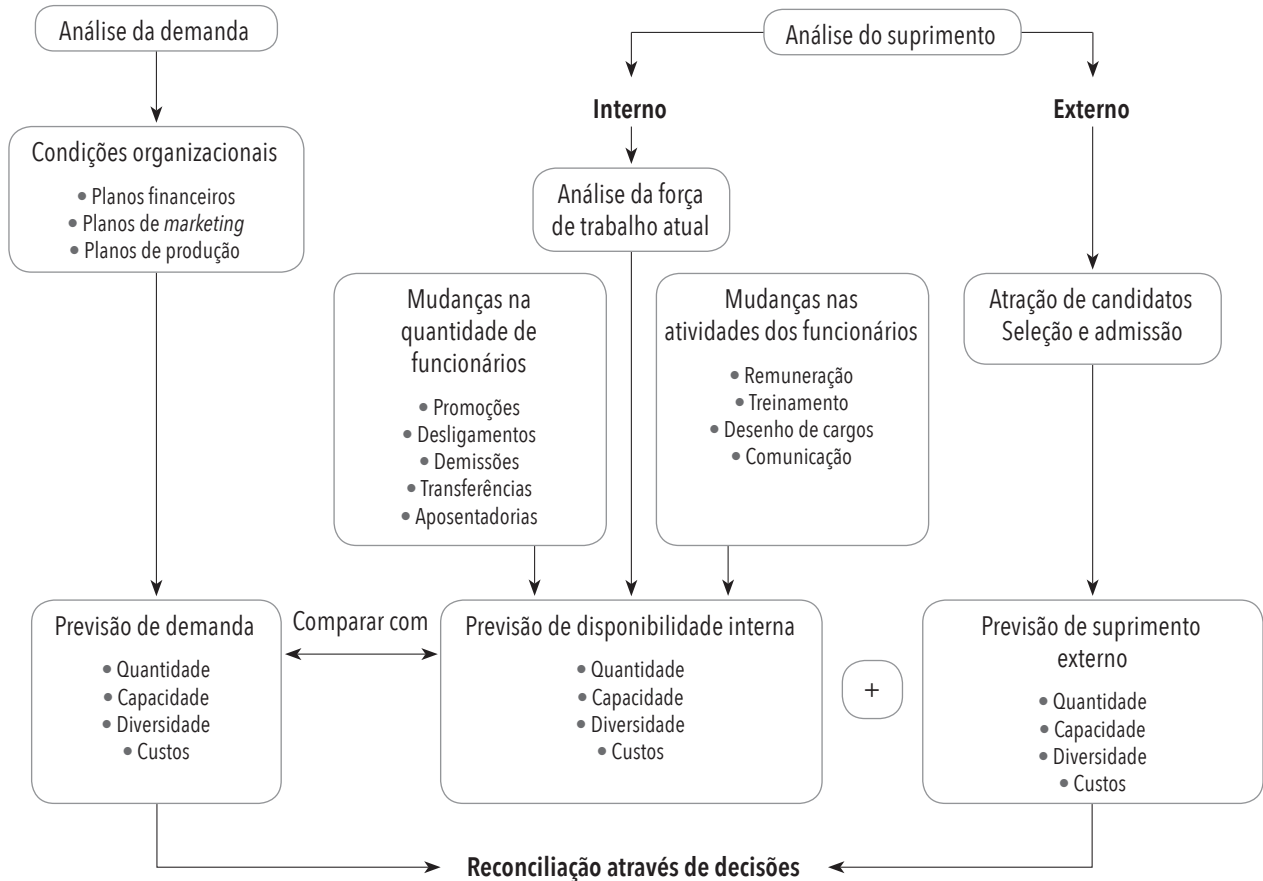 Análise da demanda
Condições organizacionais
• Planos financeiros
• Planos de marketing
• Planos de produção
Análise do suprimento
Interno
Externo
Análise da força
de trabalho atual
Mudanças na
quantidade de
funcionários
• Promoções
• Desligamentos
• Demissões
• Transferências
• Aposentadorias
Mudanças nas
atividades dos funcionários
• Remuneração
• Treinamento
• Desenho de cargos
• Comunicação
Atração de candidatos
Seleção e admissão
Previsão de demanda
• Quantidade
• Capacidade
• Diversidade
• Custos
Comparar com
Previsão de disponibilidade interna
• Quantidade
• Capacidade
• Diversidade
• Custos
+
Previsão de suprimento
externo
• Quantidade
• Capacidade
• Diversidade
• Custos
Reconciliação através de decisões